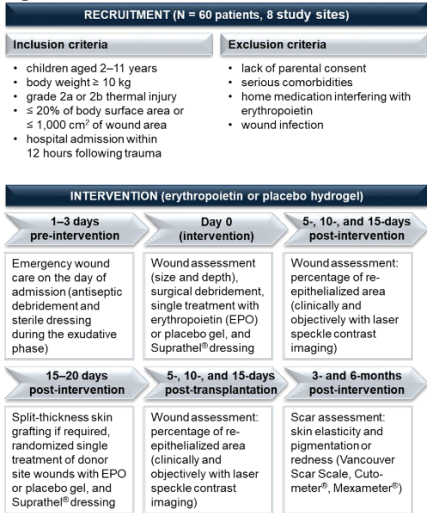 RECRUITMENT (N = 60 patients, 8 study sites)
Inclusion criteria
• children aged 2–11 years
• body weight ≥ 10 kg
• grade 2a or 2b thermal injury
• ≤ 20% of body surface area or
≤ 1,000 cm² of wound area
• hospital admission within
12 hours following trauma
Exclusion criteria
• lack of parental consent
• serious comorbidities
• home medication interfering with
erythropoietin
• wound infection
INTERVENTION (erythropoietin or placebo hydrogel)
1–3 days
pre-intervention
Emergency wound
care on the day of
admission (antiseptic
debridement and
sterile dressing
during the exudative
phase)
Day 0
(intervention)
Wound assessment
(size and depth),
surgical debridement,
single treatment with
erythropoietin (EPO)
or placebo gel, and
Suprathel® dressing
5-, 10-, and 15-days
post-intervention
Wound assessment:
percentage of re-
epithelialized area
(clinically and
objectively with laser
speckle contrast
imaging)
15–20 days
post-intervention
Split-thickness skin
grafting if required,
randomized single
treatment of donor
site wounds with EPO
or placebo gel, and
Suprathel® dressing
5-, 10-, and 15-days
post-transplantation
Wound assessment:
percentage of re-
epithelialized area
(clinically and
objectively with laser
speckle contrast
imaging)
3- and 6-months
post-intervention
Scar assessment:
skin elasticity and
pigmentation or
redness (Vancouver
Scar Scale, Cuto-
meter®, Mexameter®)